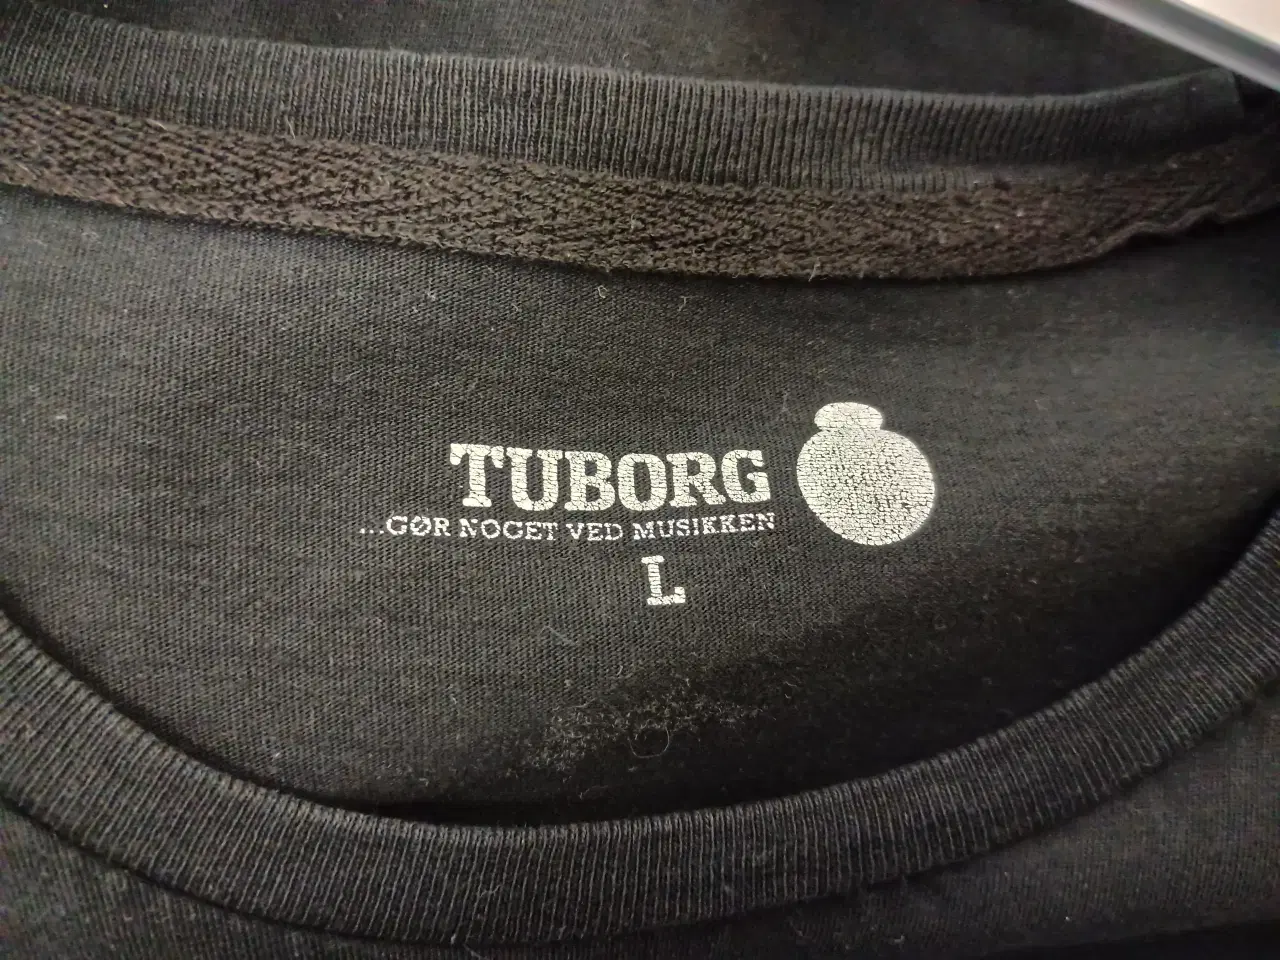 TUBORG
...GØR NOGET VED MUSIKKEN
L